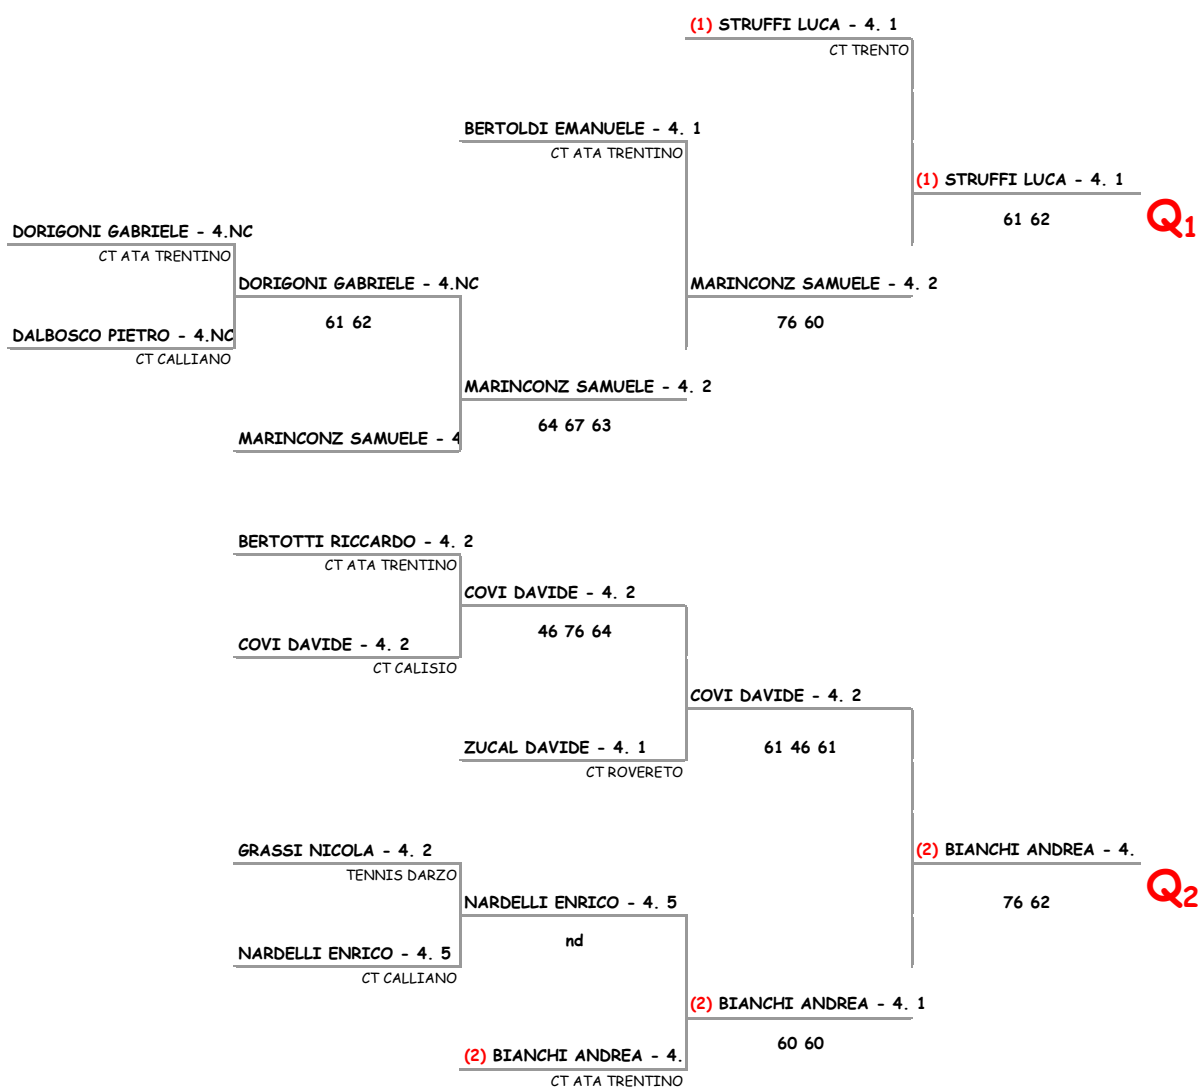 (1) STRUFFI LUCA - 4. 1
CT TRENTO
BERTOLDI EMANUELE - 4. 1
CT ATA TRENTINO
(1) STRUFFI LUCA - 4. 1
61 62
Q1
DORIGONI GABRIELE - 4.NC
CT ATA TRENTINO
DORIGONI GABRIELE - 4.NC
61 62
MARINCONZ SAMUELE - 4. 2
76 60
DALBOSCO PIETRO - 4.NC
CT CALLIANO
MARINCONZ SAMUELE - 4. 2
64 67 63
MARINCONZ SAMUELE - 4
BERTOTTI RICCARDO - 4. 2
CT ATA TRENTINO
COVI DAVIDE - 4. 2
46 76 64
COVI DAVIDE - 4. 2
CT CALISIO
COVI DAVIDE - 4. 2
61 46 61
ZUCAL DAVIDE - 4. 1
CT ROVERETO
GRASSI NICOLA - 4. 2
TENNIS DARZO
(2) BIANCHI ANDREA - 4.
76 62
Q2
NARDELLI ENRICO - 4. 5
nd
NARDELLI ENRICO - 4. 5
CT CALLIANO
(2) BIANCHI ANDREA - 4. 1
60 60
(2) BIANCHI ANDREA - 4.
CT ATA TRENTINO